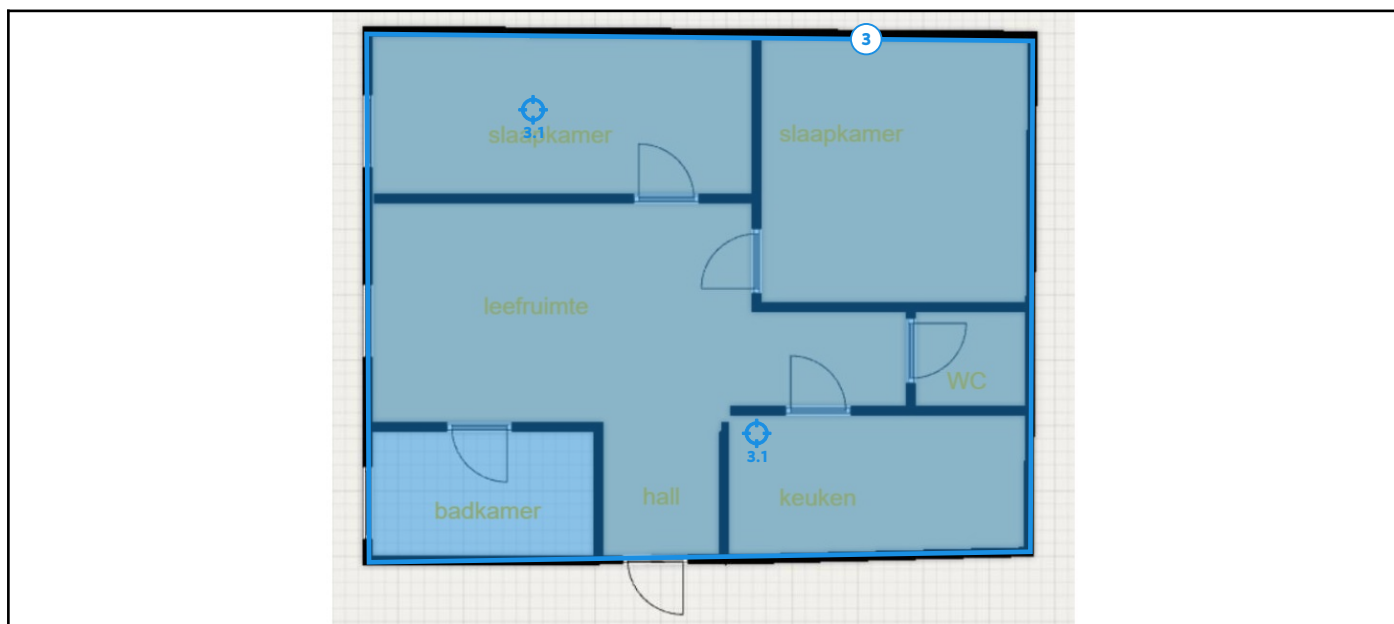 3
3.1
slaapkamer
slaapkamer
leefruimte
WC
3.1
hall
keuken
badkamer